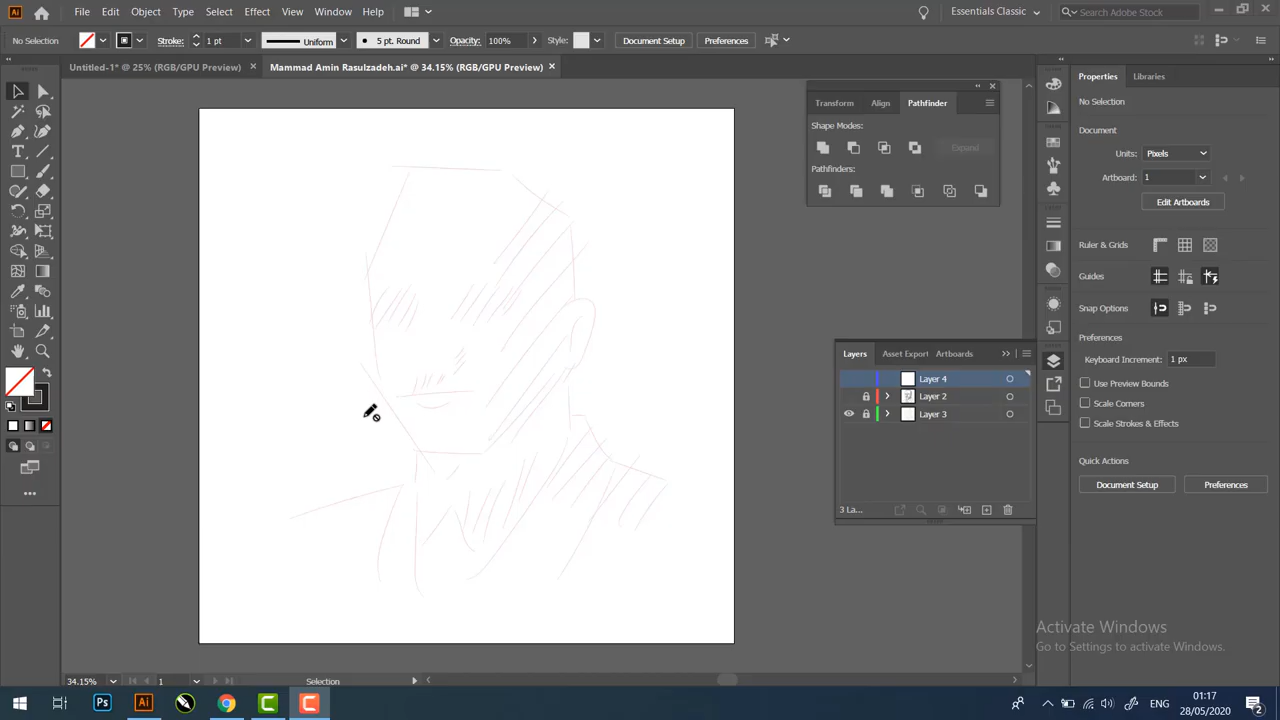 Ai File Edit Object Type Select Effect View Window Help Essentials Classic Search Adobe Stock
No Selection Stroke: 1 pt Uniform 5 pt. Round Opacity: 100% Style: Document Setup Preferences
Untitled-1* @ 25% (RGB/GPU Preview) Mammad Amin Rasulzadeh.ai* @ 34.15% (RGB/GPU Preview)
Transform Align Pathfinder
Shape Modes:
Expand
Pathfinders:
Properties Libraries
No Selection
Document
Units: Pixels
Artboard: 1
Edit Artboards
Ruler & Grids
Guides
Snap Options
Preferences
Keyboard Increment: 1 px
Use Preview Bounds
Scale Corners
Scale Strokes & Effects
Quick Actions
Document Setup Preferences
Layers Asset Export Artboards
Layer 4
Layer 2
Layer 3
3 La...
Activate Windows
Go to Settings to activate Windows.
34.15% 1 Selection
Ps Ai ENG 01:17
28/05/2020 2